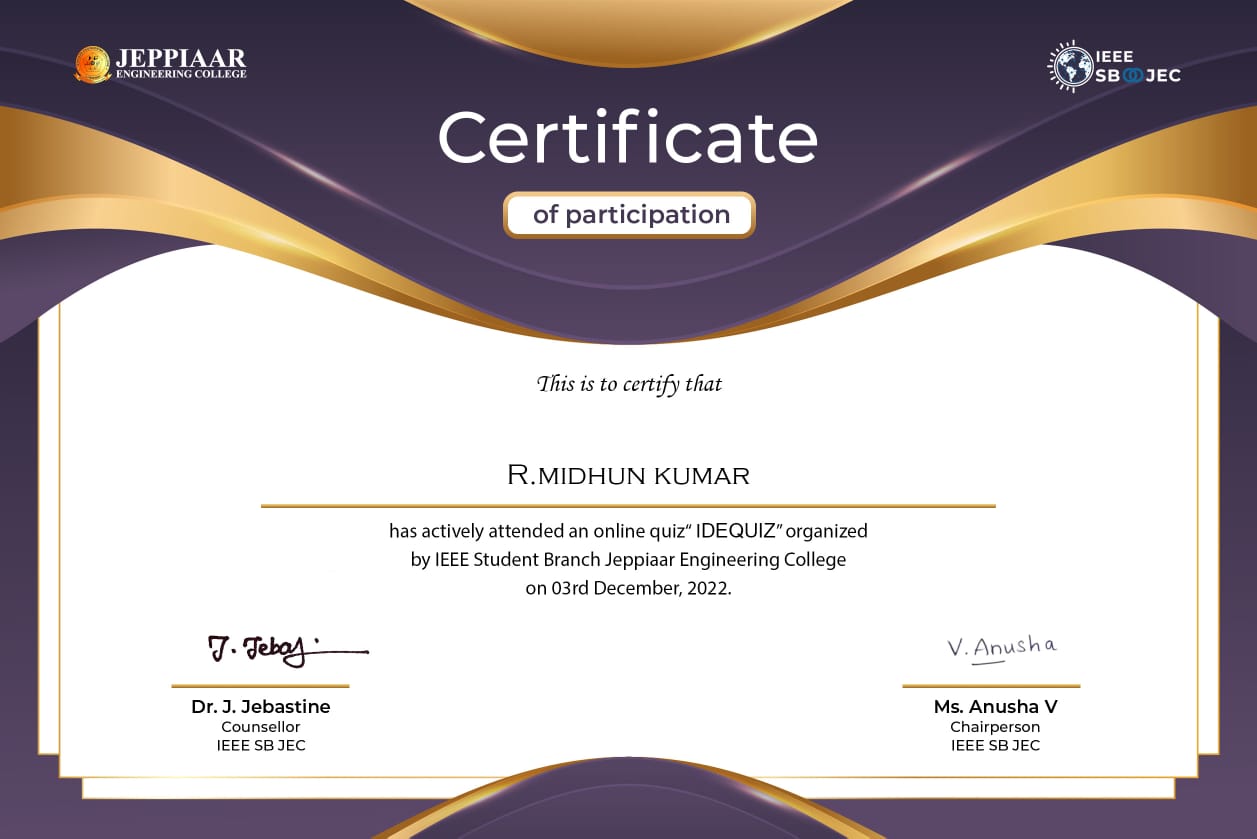 JEPPIAAR
ENGINEERING COLLEGE
IEEE
SB JEC
Certificate
of participation
This is to certify that
R.MIDHUN KUMAR
has actively attended an online quiz“ IDEQUIZ” organized
by IEEE Student Branch Jeppiaar Engineering College
on 03rd December, 2022.
J. Jebaj
V. Anusha
Dr. J. Jebastine
Counsellor
IEEE SB JEC
Ms. Anusha V
Chairperson
IEEE SB JEC